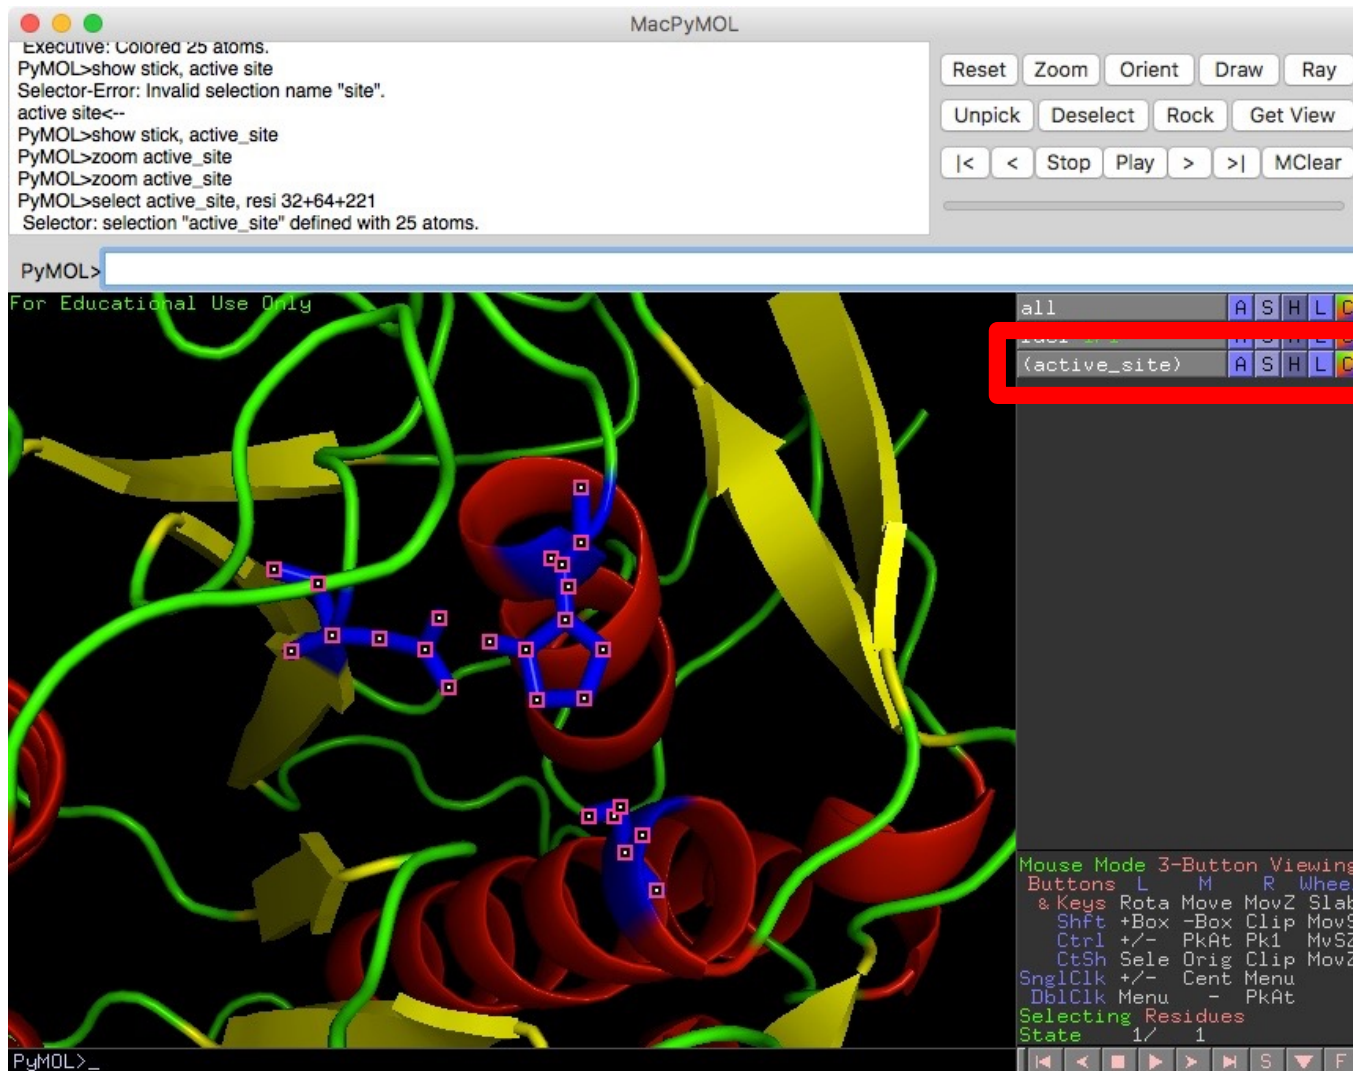 MacPyMOL
Executive: Colored 25 atoms.
PyMOL>show stick, active site
Selector-Error: Invalid selection name "site".
active site<--
PyMOL>show stick, active_site
PyMOL>zoom active_site
PyMOL>zoom active_site
PyMOL>select active_site, resi 32+64+221
Selector: selection "active_site" defined with 25 atoms.
Reset Zoom Orient Draw Ray
Unpick Deselect Rock Get View
|< < Stop Play > >| MClear
PyMOL>
For Educational Use Only
all A S H L C
(active_site) A S H L C
Mouse Mode 3-Button Viewing
Buttons L M R Whee
& Keys Rota Move MovZ Slab
Shft +Box -Box Clip MovS
Ctrl +/- PkAt Pk1 MvSZ
CtSh Sele Orig Clip MovZ
SnglClk +/- Cent Menu
DblClk Menu - PkAt
Selecting Residues
State 1/ 1
PyMOL>_
S F